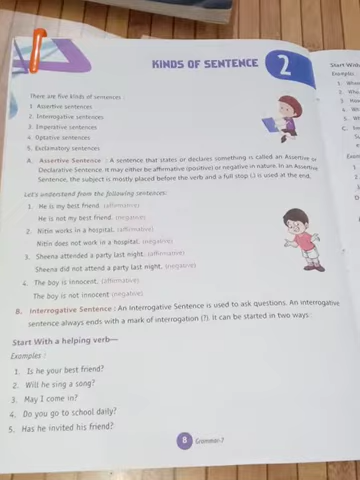 KINDS OF SENTENCE 2
There are five kinds of sentences :
1. Assertive sentences
2. Interrogative sentences
3. Imperative sentences
4. Optative sentences
5. Exclamatory sentences
A. Assertive Sentence : A sentence that states or declares something is called an Assertive or
Declarative Sentence. It may either be affirmative (positive) or negative in nature. In an Assertive
Sentence, the subject is mostly placed before the verb and a full stop (.) is used at the end.
Let's understand from the following sentences:
1. He is my best friend. (affirmative)
He is not my best friend. (negative)
2. Nitin works in a hospital. (affirmative)
Nitin does not work in a hospital. (negative)
3. Sheena attended a party last night. (affirmative)
Sheena did not attend a party last night. (negative)
4. The boy is innocent. (affirmative)
The boy is not innocent (negative)
B. Interrogative Sentence : An Interrogative Sentence is used to ask questions. An interrogative
sentence always ends with a mark of interrogation (?). It can be started in two ways :
Start With a helping verb—
Examples :
1. Is he your best friend?
2. Will he sing a song?
3. May I come in?
4. Do you go to school daily?
5. Has he invited his friend?
8 Grammar-7
Start With
Example:
1.
2.
3.
4.
5.
C.